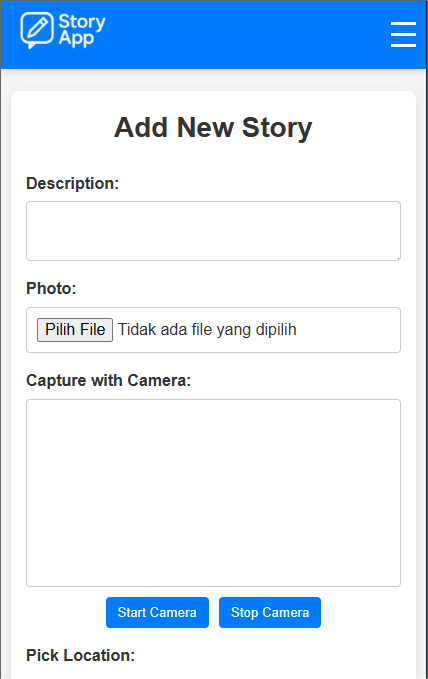 Story
App
Add New Story
Description:
Photo:
Pilih File Tidak ada file yang dipilih
Capture with Camera:
Start Camera Stop Camera
Pick Location: